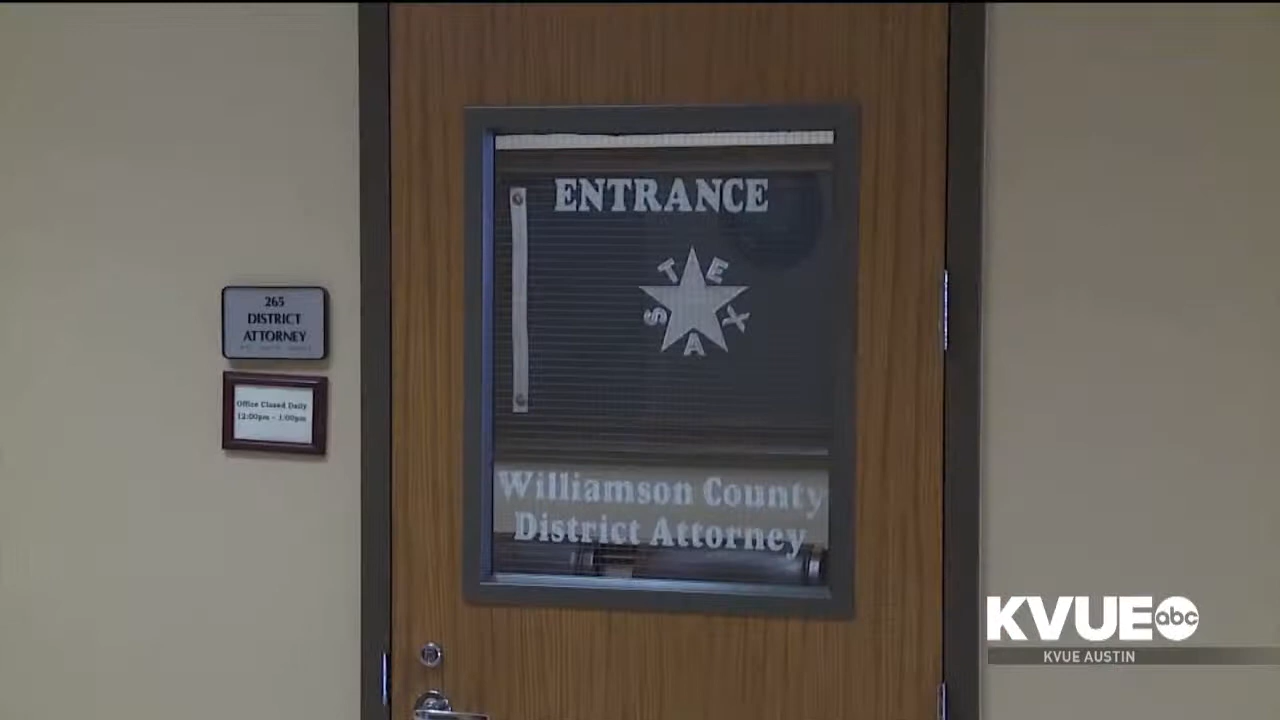 ENTRANCE
TEXAS
Williamson County
District Attorney
265
DISTRICT
ATTORNEY
Office Closed Daily
12:00pm - 1:00pm
KVUE abc
KVUE AUSTIN